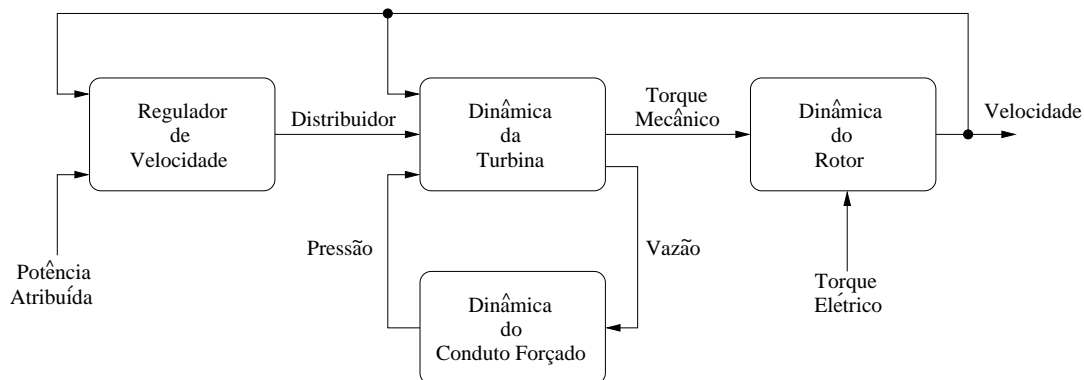 Regulador
de
Velocidade
Distribuidor
Dinâmica
da
Turbina
Torque
Mecânico
Dinâmica
do
Rotor
Velocidade
Pressão
Vazão
Potência
Atribuída
Dinâmica
do
Conduto Forçado
Torque
Elétrico